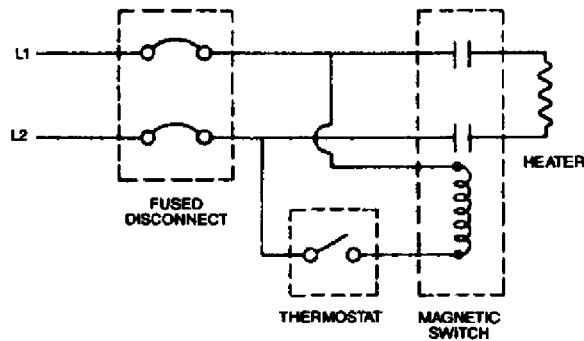 L1
L2
HEATER
FUSED
DISCONNECT
THERMOSTAT
MAGNETIC
SWITCH